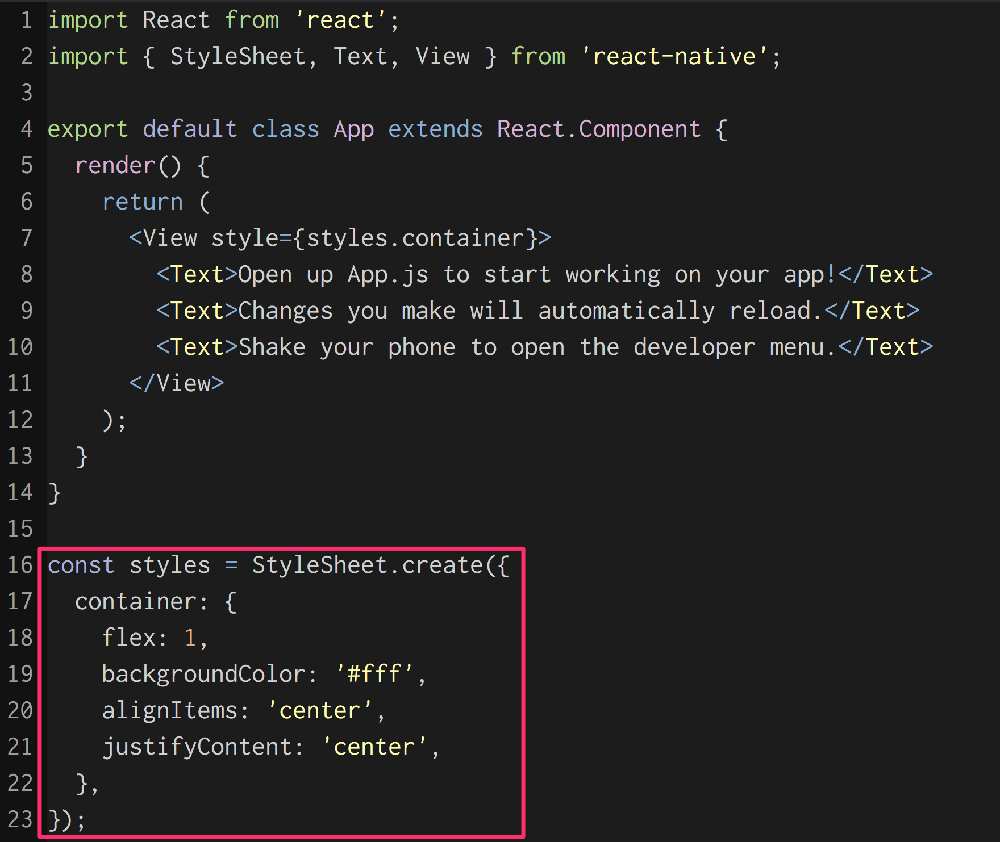 1 import React from 'react';
2 import { StyleSheet, Text, View } from 'react-native';
3
4 export default class App extends React.Component {
5   render() {
6     return (
7       <View style={styles.container}>
8         <Text>Open up App.js to start working on your app!</Text>
9         <Text>Changes you make will automatically reload.</Text>
10         <Text>Shake your phone to open the developer menu.</Text>
11       </View>
12     );
13   }
14 }
15
16 const styles = StyleSheet.create({
17   container: {
18     flex: 1,
19     backgroundColor: '#fff',
20     alignItems: 'center',
21     justifyContent: 'center',
22   },
23 });